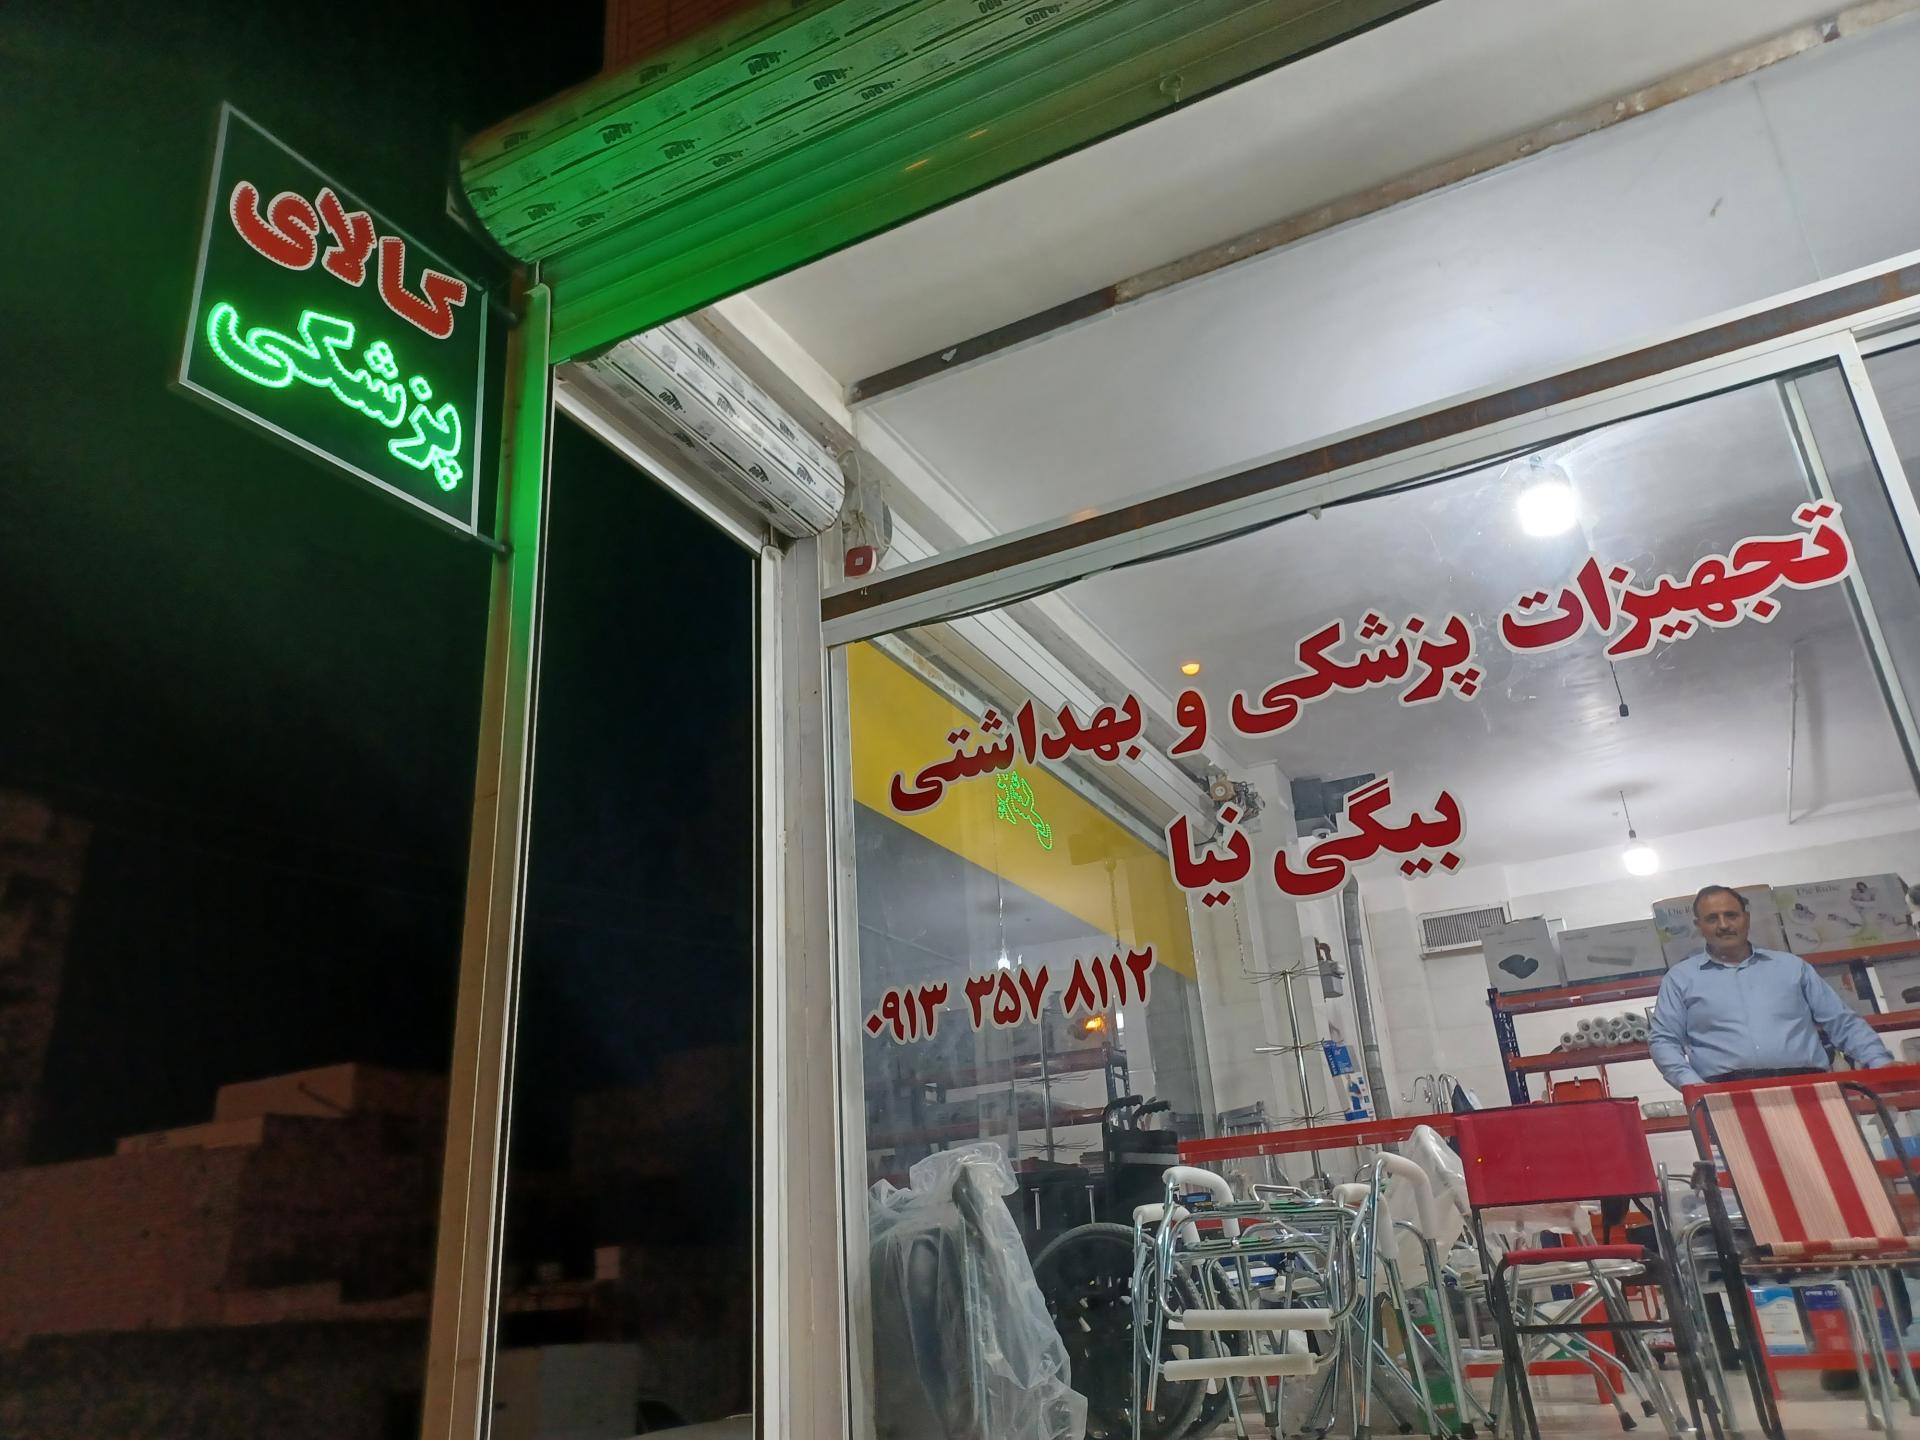 کالای
پزشکی
تجهیزات پزشکی و بهداشتی
بیگی نیا
۰۹۱۳ ۳۵۷ ۸۱۱۲